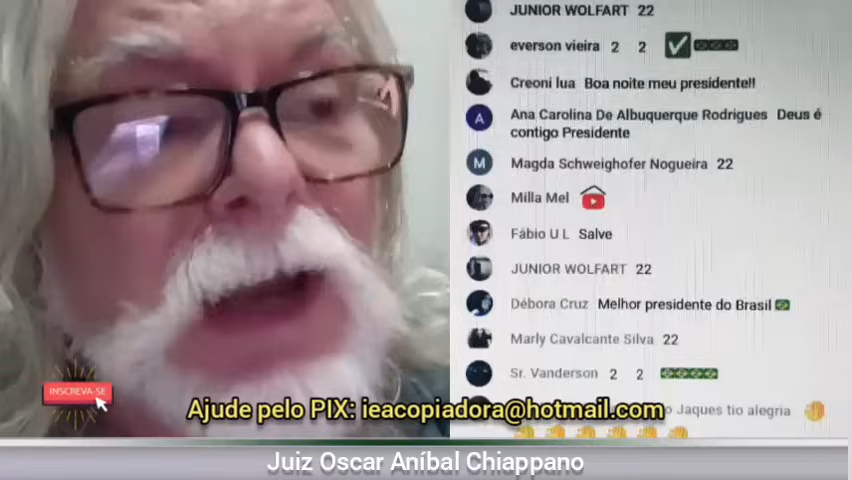 JUNIOR WOLFART 22
everson vieira 2 2
Creoni lua Boa noite meu presidente!!
Ana Carolina De Albuquerque Rodrigues Deus é
contigo Presidente
A
Magda Schweighofer Nogueira 22
M
Milla Mel
Fábio U L Salve
JUNIOR WOLFART 22
Débora Cruz Melhor presidente do Brasil
Marly Cavalcante Silva 22
Sr. Vanderson 2 2
Jaques tio alegria
INSCREVA-SE
Ajude pelo PIX: ieacopiadora@hotmail.com
Juiz Oscar Aníbal Chiappano